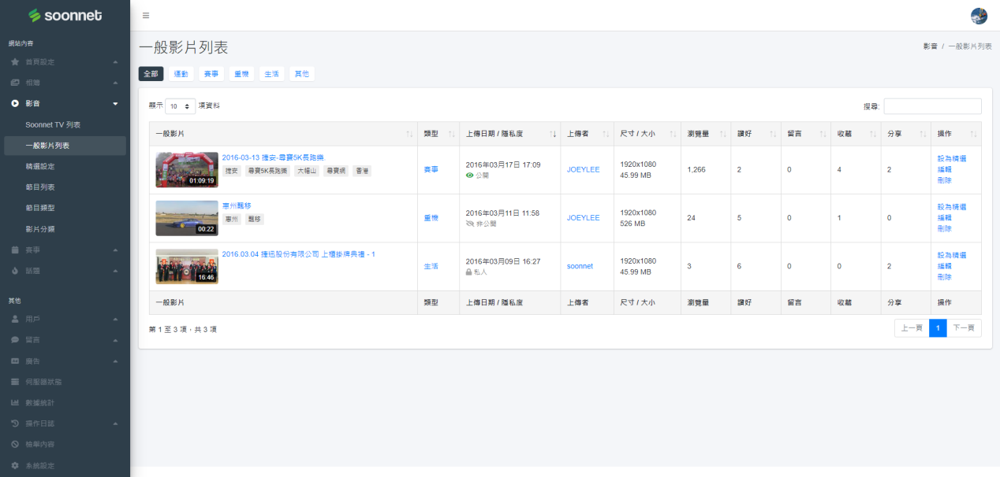 soonnet
網站內容
首頁設定
相簿
影音
Soonnet TV 列表
一般影片列表
精選設定
節目列表
節目類型
影片分類
賽事
話題
其他
用戶
留言
廣告
伺服器狀態
數據統計
操作日誌
檢舉內容
系統設定
一般影片列表
影音 / 一般影片列表
全部 運動 賽事 重機 生活 其他
顯示 10 項資料
搜尋:
一般影片 類型 上傳日期 / 隱私度 上傳者 尺寸 / 大小 瀏覽量 讚好 留言 收藏 分享 操作
2016-03-13 捷安-尋寶5K長跑樂
捷安 尋寶5K長跑樂 大帽山 尋寶網 香港
01:09:19
賽事
2016年03月17日 17:09
公開
JOEYLEE
1920x1080
45.99 MB
1,266 2 0 4 2
設為精選
編輯
刪除
惠州飄移
惠州 飄移
00:22
重機
2016年03月11日 11:58
非公開
JOEYLEE
1920x1080
526 MB
24 5 0 1 0
設為精選
編輯
刪除
2016.03.04 捷迅股份有限公司 上櫃掛牌典禮 - 1
16:46
生活
2016年03月09日 16:27
私人
soonnet
1920x1080
45.99 MB
3 6 0 0 2
設為精選
編輯
刪除
一般影片 類型 上傳日期 / 隱私度 上傳者 尺寸 / 大小 瀏覽量 讚好 留言 收藏 分享 操作
第 1 至 3 項，共 3 項
上一頁 1 下一頁